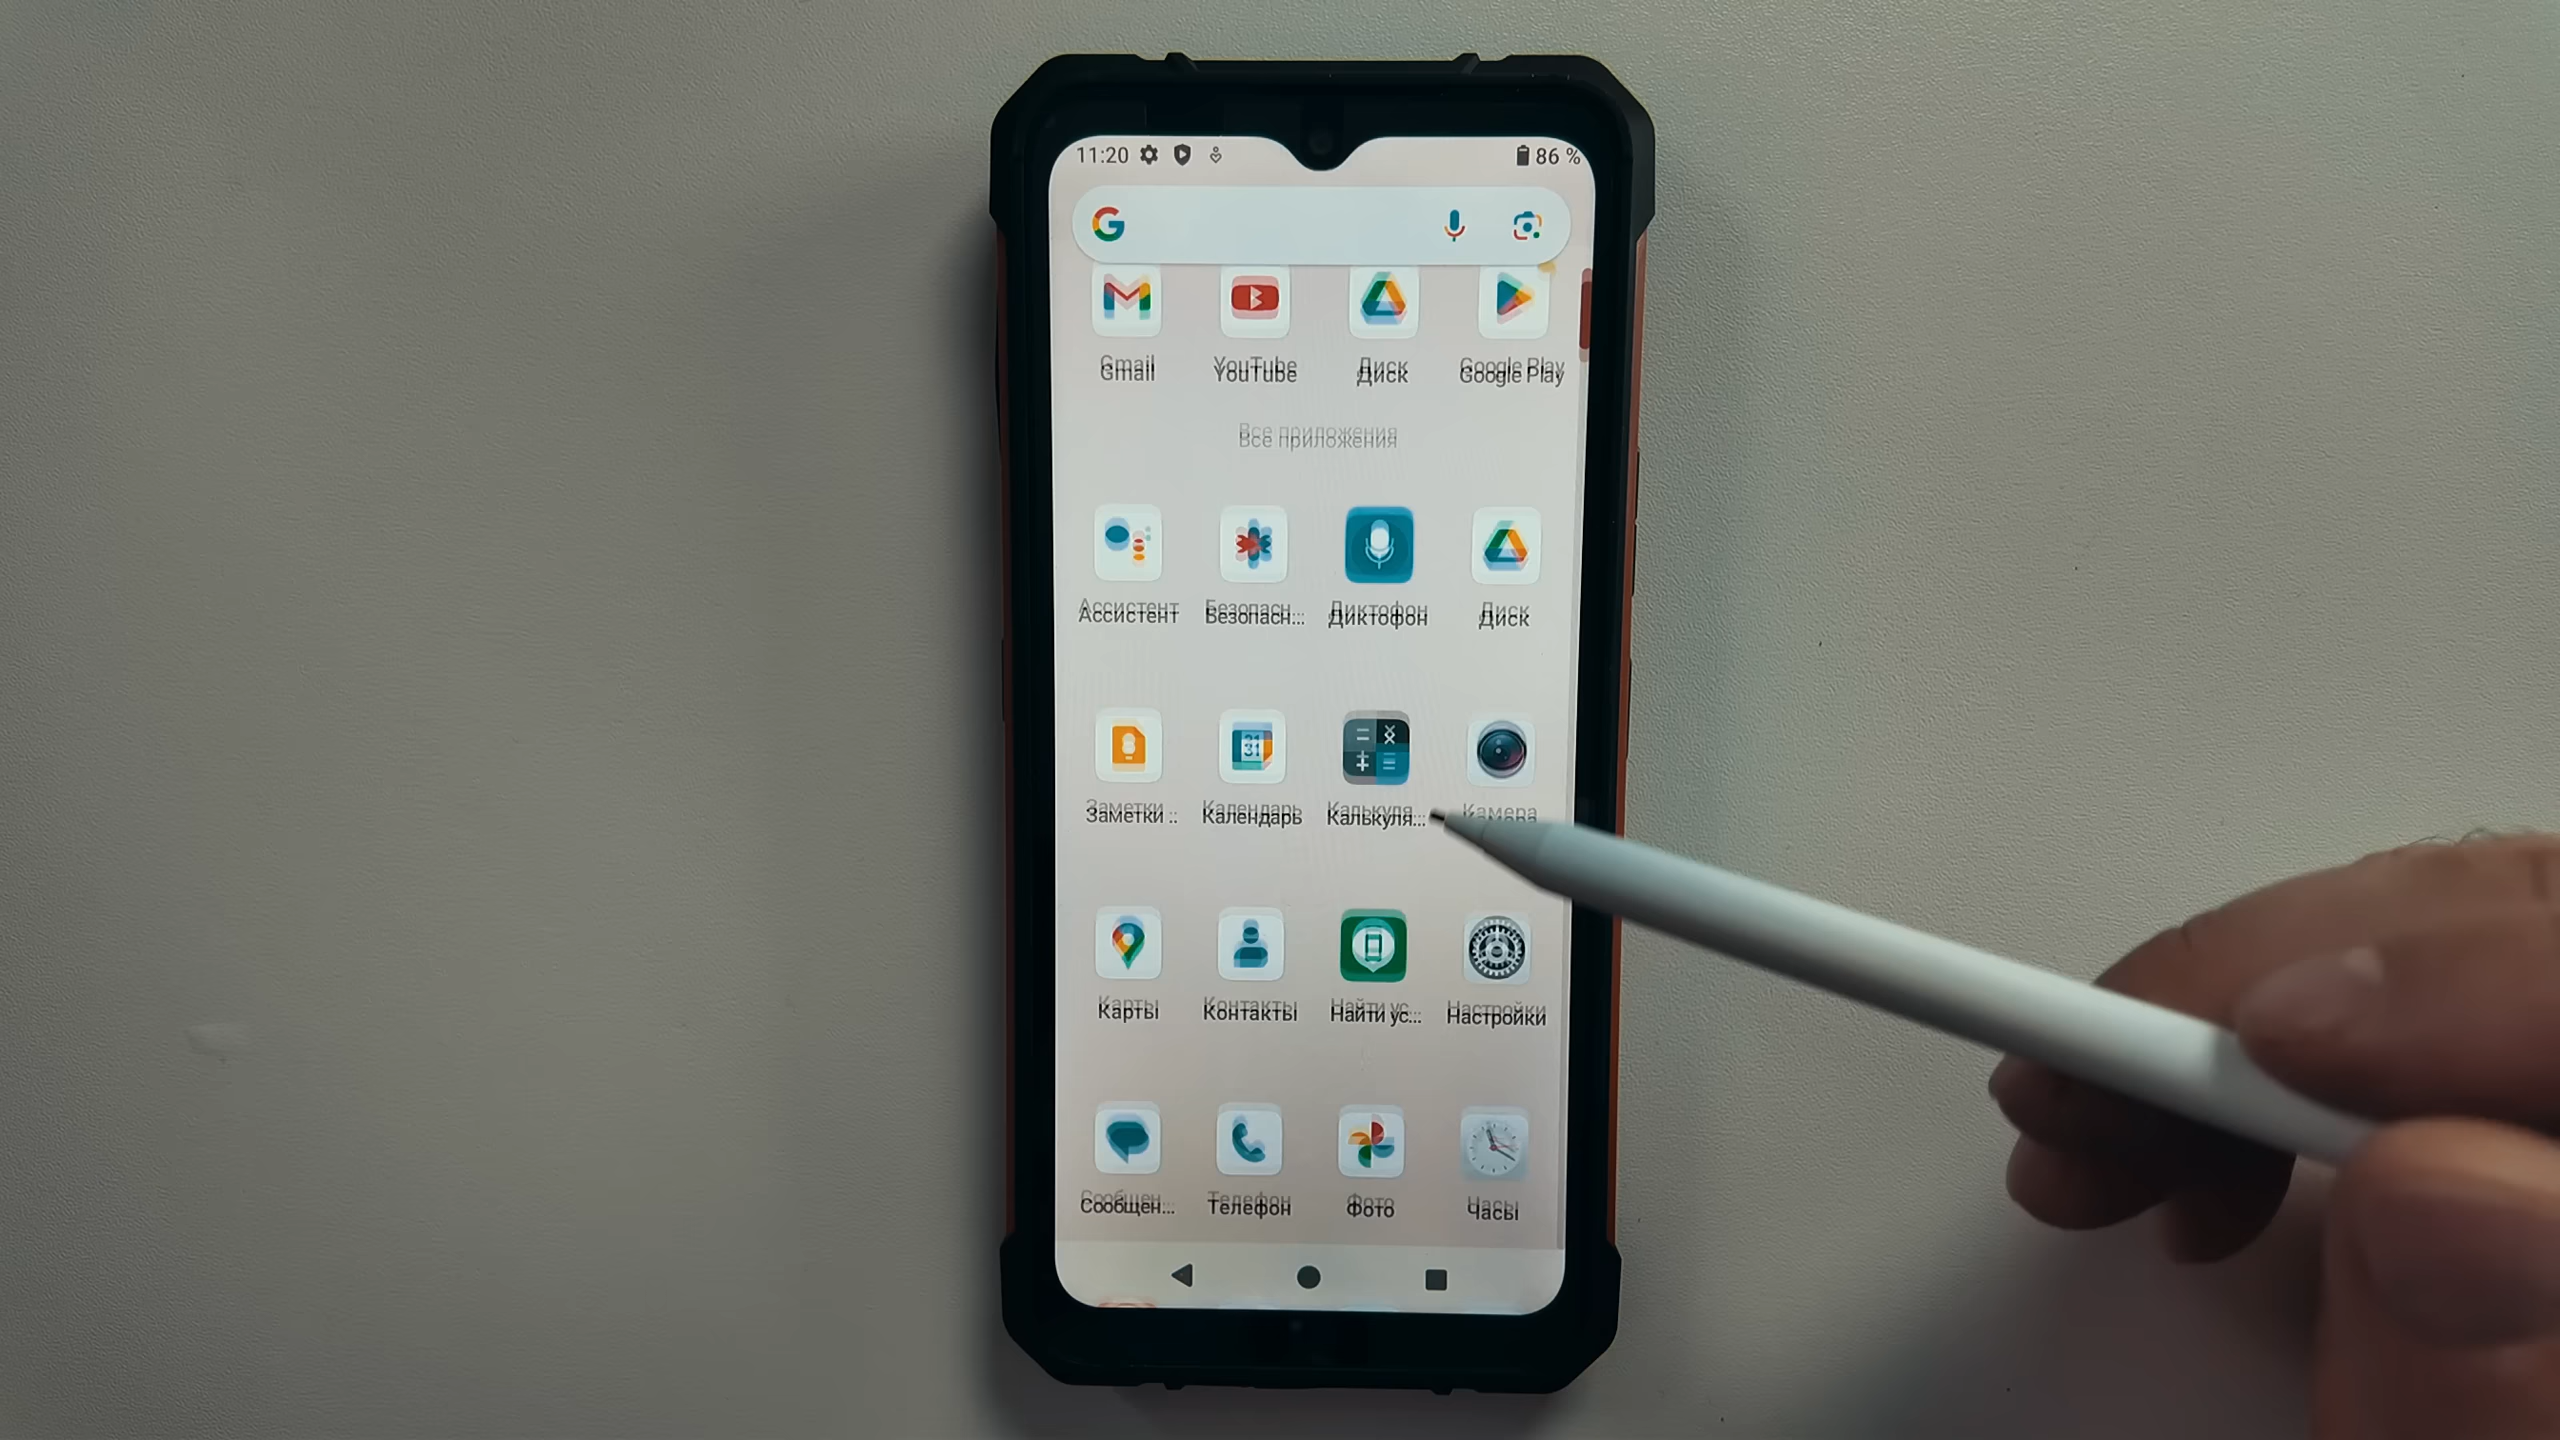 11:20 86 %
G
Gmail YouTube Диск Google Play
Все приложения
Ассистент Безопасн... Диктофон Диск
31
Заметки .. Календарь Калькуля... Камера
Карты Контакты Найти ус... Настройки
Сообщен... Телефон Фото Часы